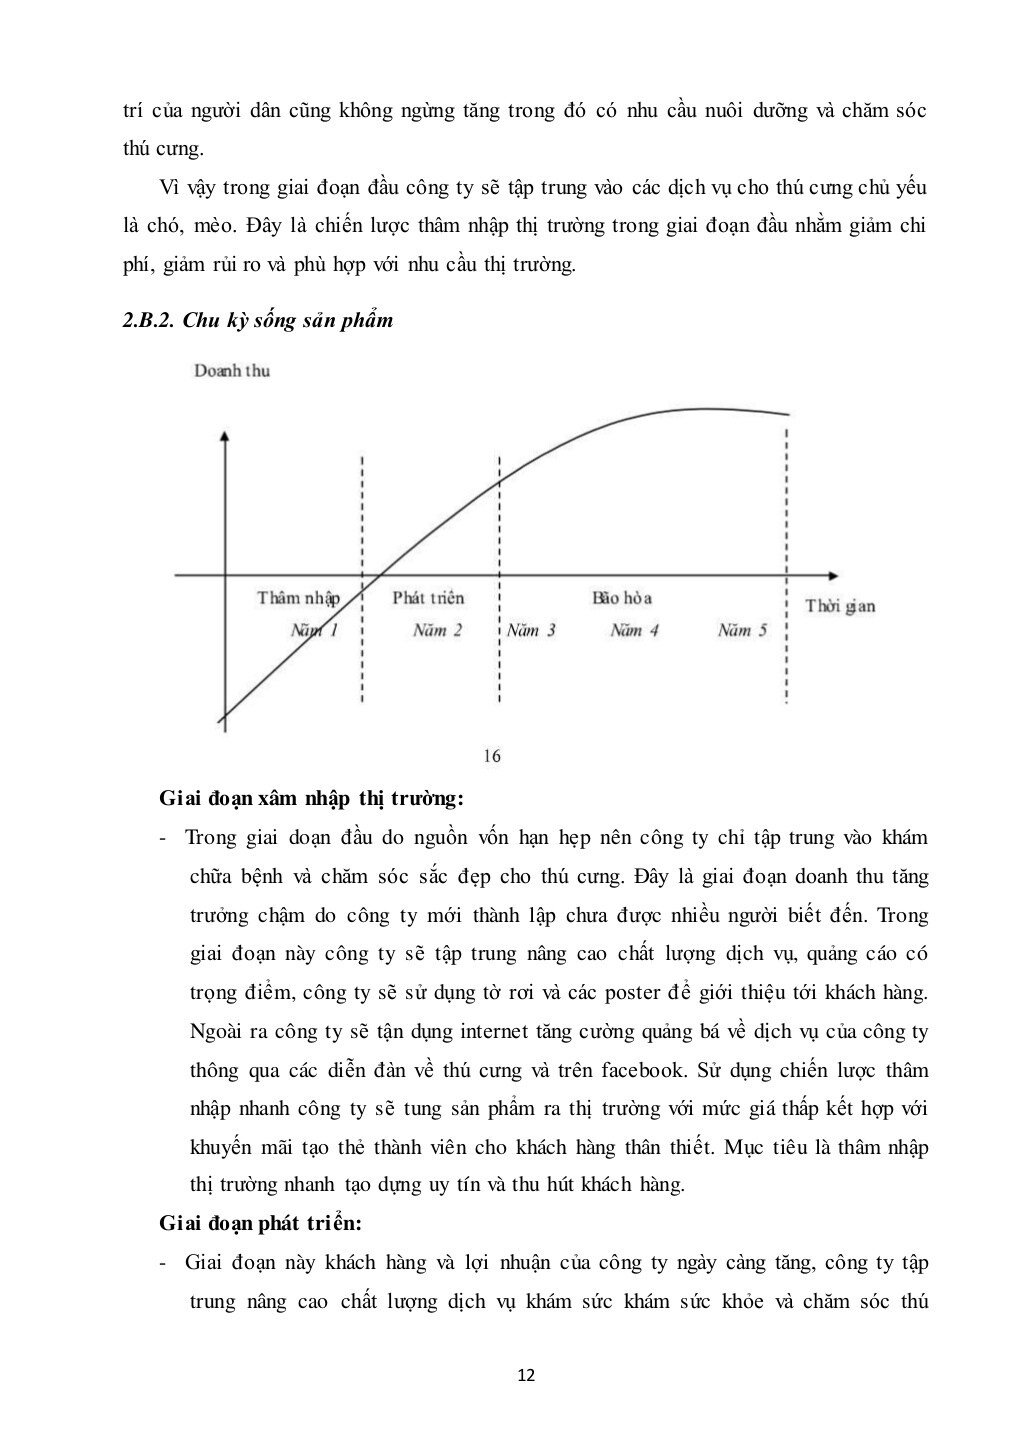 trí của người dân cũng không ngừng tăng trong đó có nhu cầu nuôi dưỡng và chăm sóc
thú cưng.
Vì vậy trong giai đoạn đầu công ty sẽ tập trung vào các dịch vụ cho thú cưng chủ yếu
là chó, mèo. Đây là chiến lược thâm nhập thị trường trong giai đoạn đầu nhằm giảm chi
phí, giảm rủi ro và phù hợp với nhu cầu thị trường.
2.B.2. Chu kỳ sống sản phẩm
Doanh thu
Thâm nhập Phát triên Bão hòa
Thời gian
Năm 1 Năm 2 Năm 3 Năm 4 Năm 5
16
Giai đoạn xâm nhập thị trường:
- Trong giai doạn đầu do nguồn vốn hạn hẹp nên công ty chỉ tập trung vào khám
chữa bệnh và chăm sóc sắc đẹp cho thú cưng. Đây là giai đoạn doanh thu tăng
trưởng chậm do công ty mới thành lập chưa được nhiều người biết đến. Trong
giai đoạn này công ty sẽ tập trung nâng cao chất lượng dịch vụ, quảng cáo có
trọng điểm, công ty sẽ sử dụng tờ rơi và các poster để giới thiệu tới khách hàng.
Ngoài ra công ty sẽ tận dụng internet tăng cường quảng bá về dịch vụ của công ty
thông qua các diễn đàn về thú cưng và trên facebook. Sử dụng chiến lược thâm
nhập nhanh công ty sẽ tung sản phẩm ra thị trường với mức giá thấp kết hợp với
khuyến mãi tạo thẻ thành viên cho khách hàng thân thiết. Mục tiêu là thâm nhập
thị trường nhanh tạo dựng uy tín và thu hút khách hàng.
Giai đoạn phát triển:
- Giai đoạn này khách hàng và lợi nhuận của công ty ngày càng tăng, công ty tập
trung nâng cao chất lượng dịch vụ khám sức khám sức khỏe và chăm sóc thú
12